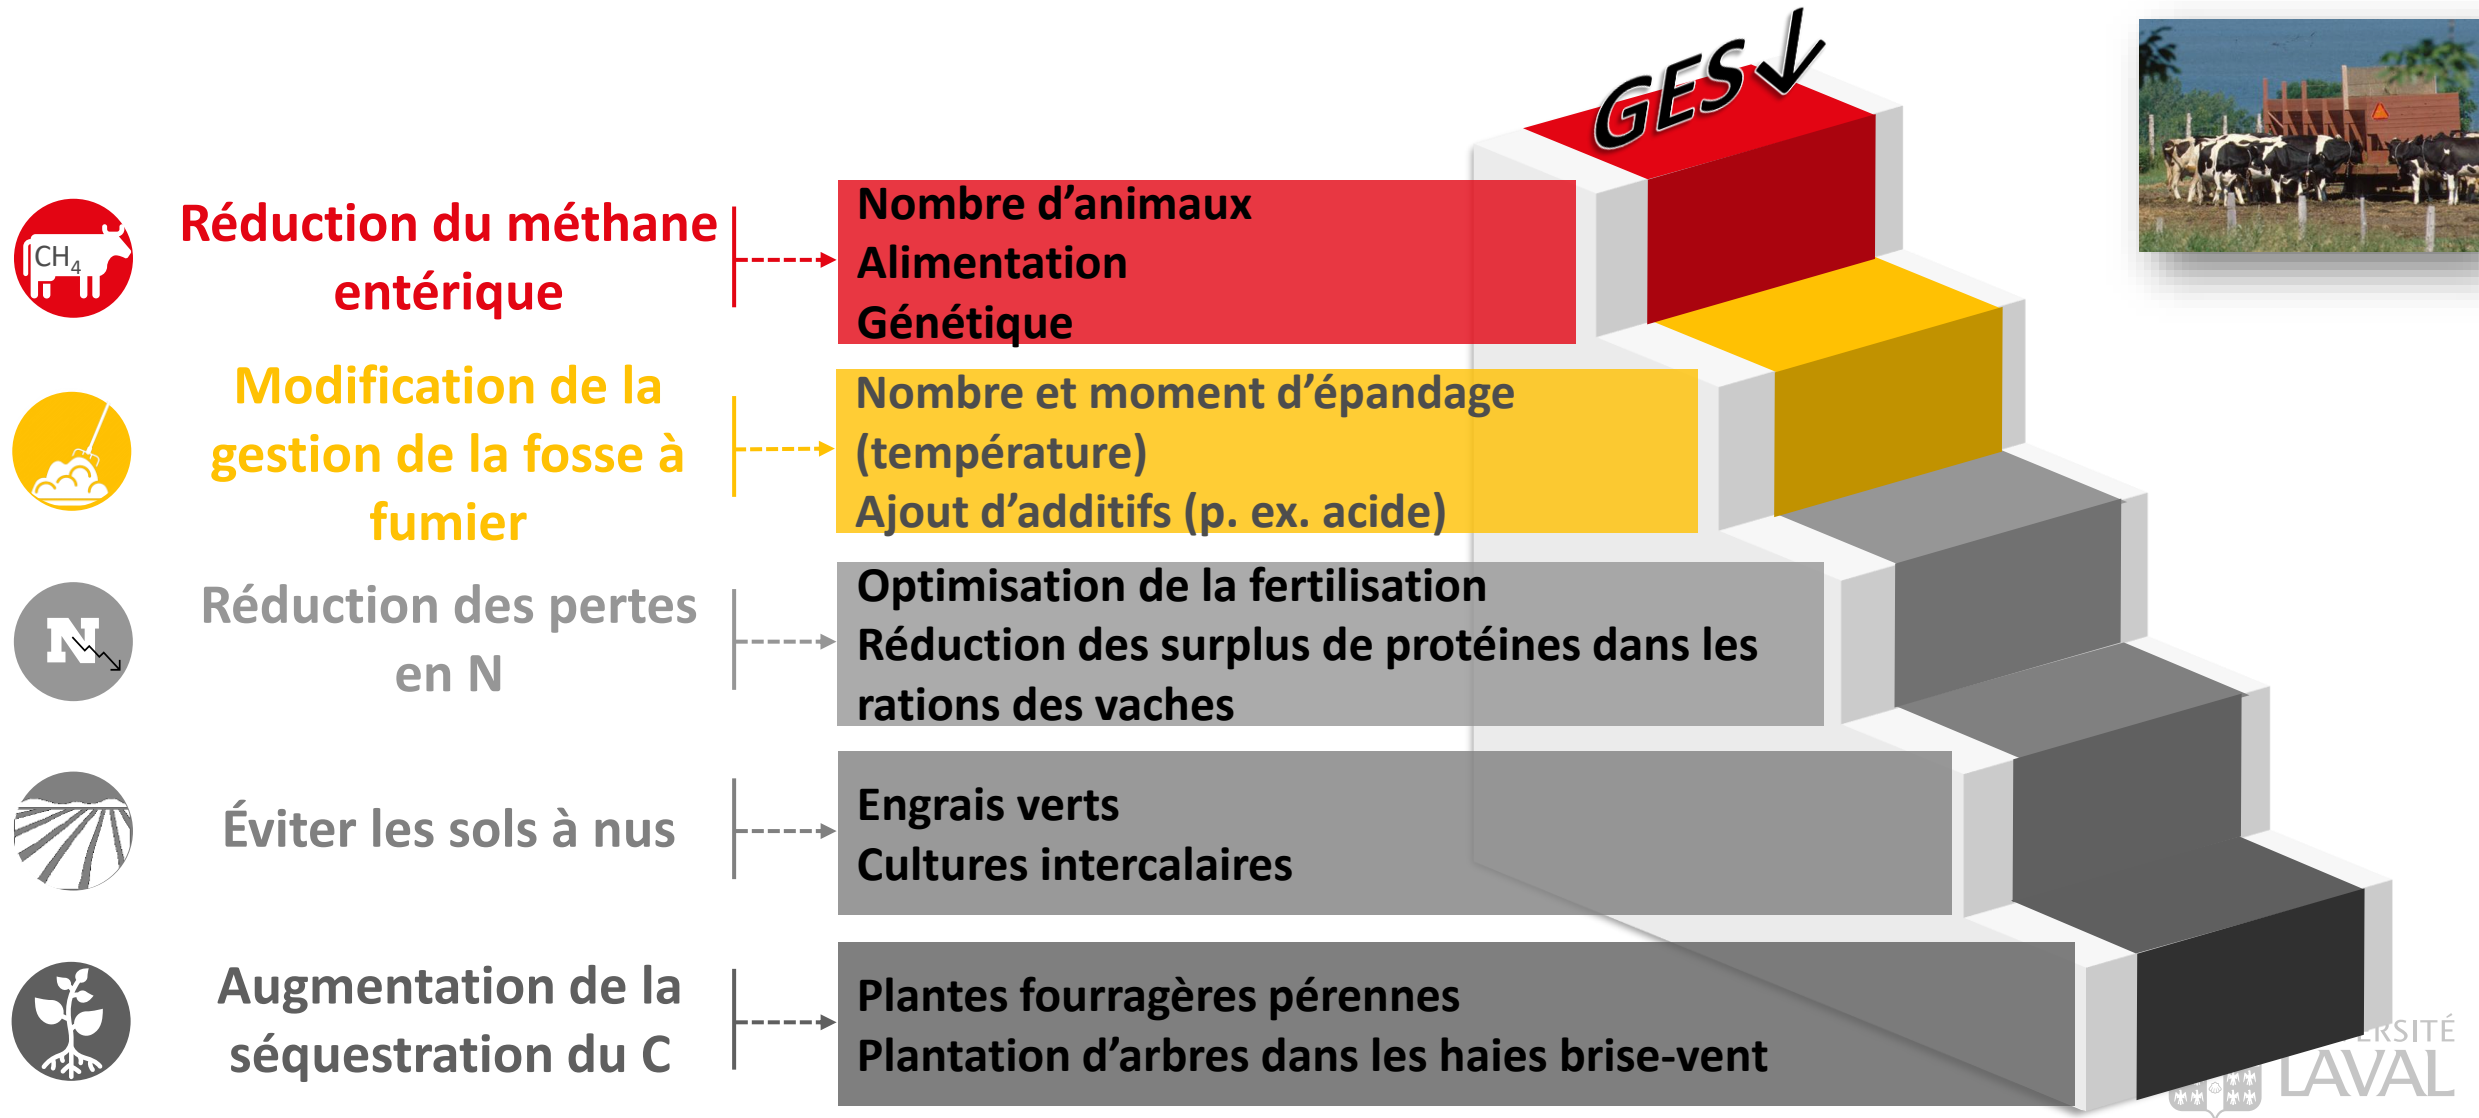 GES↓
CH₄
Réduction du méthane
entérique
Nombre d’animaux
Alimentation
Génétique
Modification de la
gestion de la fosse à
fumier
Nombre et moment d’épandage
(température)
Ajout d’additifs (p. ex. acide)
N
Réduction des pertes
en N
Optimisation de la fertilisation
Réduction des surplus de protéines dans les
rations des vaches
Éviter les sols à nus
Engrais verts
Cultures intercalaires
Augmentation de la
séquestration du C
Plantes fourragères pérennes
Plantation d’arbres dans les haies brise-vent
LAVAL